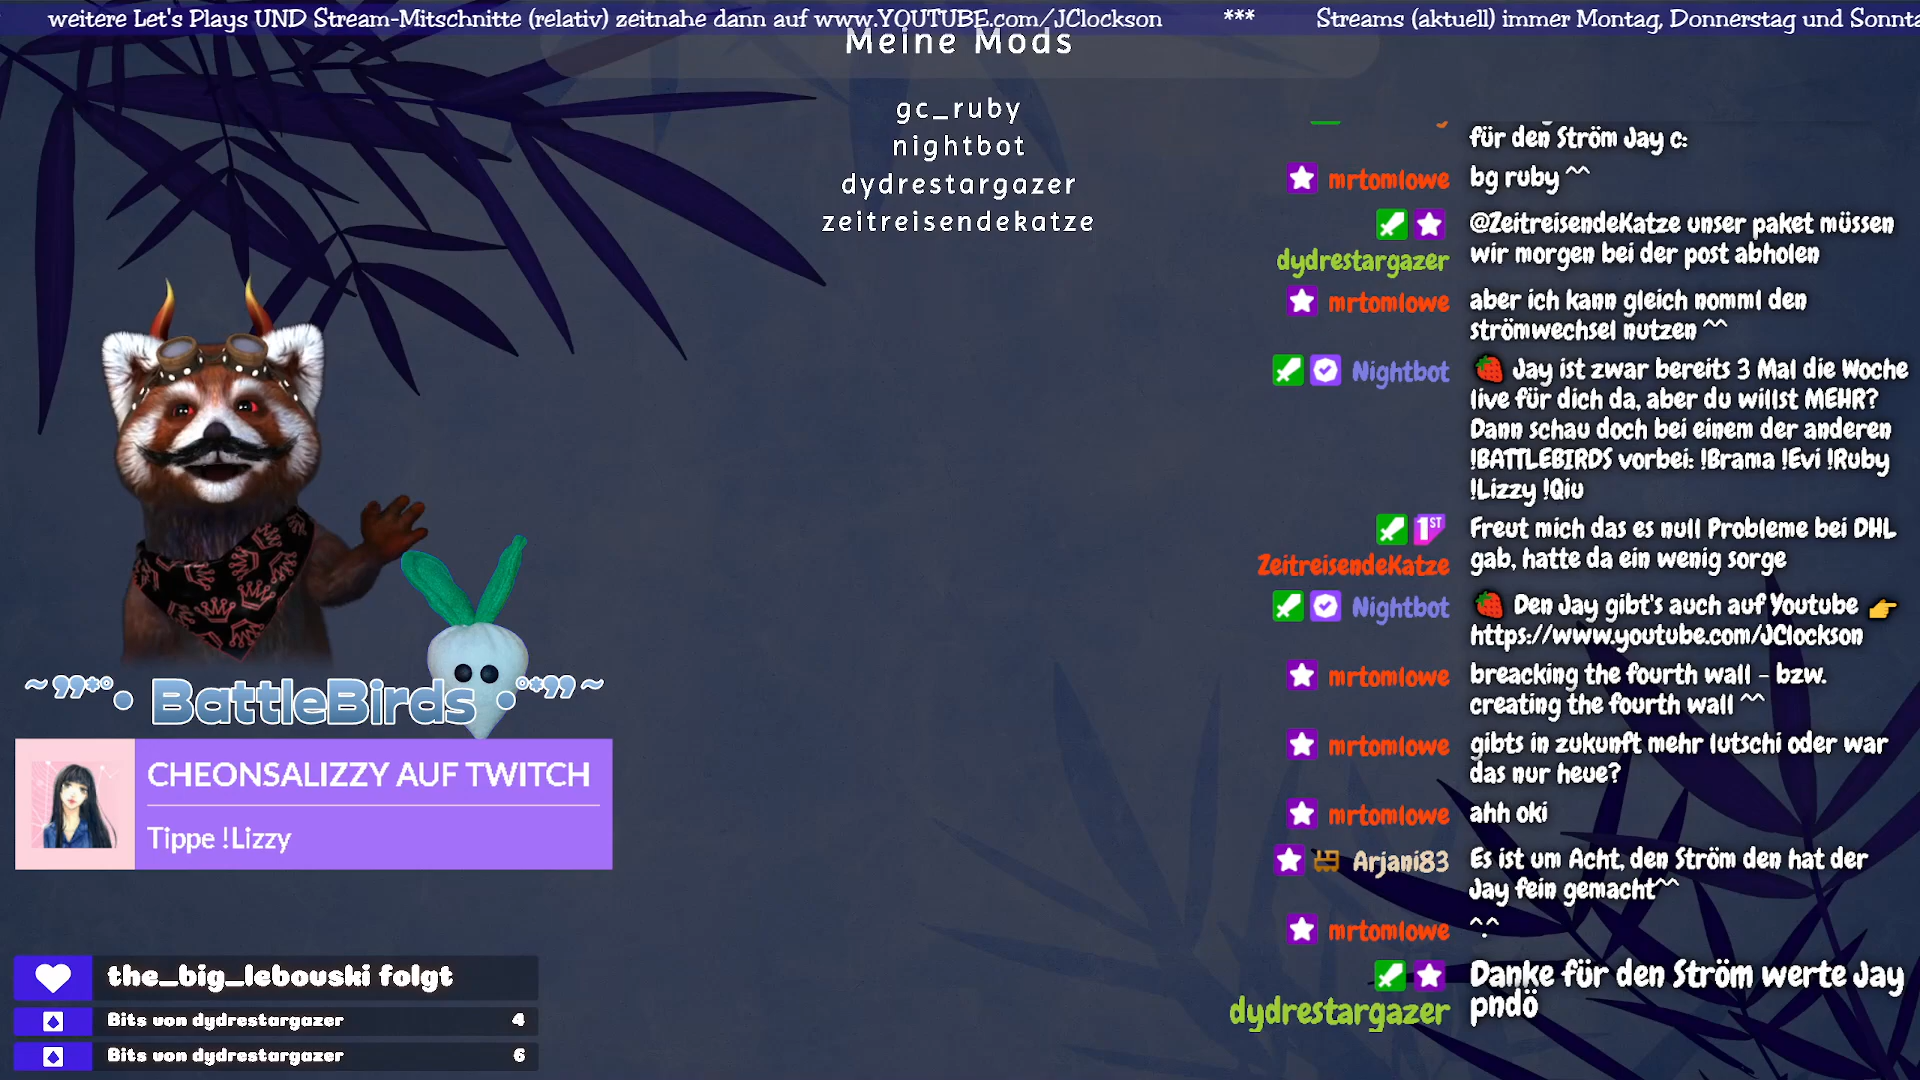 weitere Let's Plays UND Stream-Mitschnitte (relativ) zeitnahe dann auf www.YOUTUBE.com/JClockson *** Streams (aktuell) immer Montag, Donnerstag und Sonnta
Meine Mods
gc_ruby
nightbot
dydrestargazer
zeitreisendekatze
~”*°• BattleBirds •°*”~
CHEONSALIZZY AUF TWITCH
Tippe !Lizzy
the_big_lebouski folgt
Bits von dydrestargazer 4
Bits von dydrestargazer 6
für den Ström Jay c:
mrtomlowe bg ruby ^^
@ZeitreisendeKatze unser paket müssen
dydrestargazer wir morgen bei der post abholen
mrtomlowe aber ich kann gleich nomml den
strömwechsel nutzen ^^
Nightbot 🍓 Jay ist zwar bereits 3 Mal die Woche
live für dich da, aber du willst MEHR?
Dann schau doch bei einem der anderen
!BATTLEBIRDS vorbei: !Brama !Evi !Ruby
!Lizzy !Qiu
1ST Freut mich das es null Probleme bei DHL
ZeitreisendeKatze gab, hatte da ein wenig sorge
Nightbot 🍓 Den Jay gibt's auch auf Youtube 👉
https://www.youtube.com/JClockson
mrtomlowe breacking the fourth wall - bzw.
creating the fourth wall ^^
mrtomlowe gibts in zukunft mehr lutschi oder war
das nur heue?
mrtomlowe ahh oki
Arjani83 Es ist um Acht, den Ström den hat der
Jay fein gemacht^^
mrtomlowe ^.^
Danke für den Ström werte Jay
dydrestargazer pndö